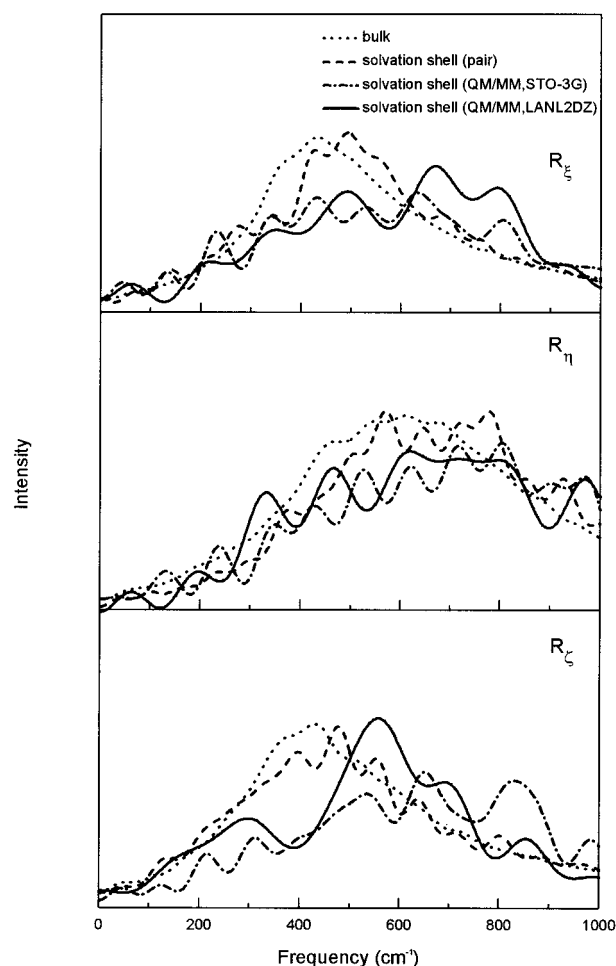 bulk
solvation shell (pair)
solvation shell (QM/MM,STO-3G)
solvation shell (QM/MM,LANL2DZ)
Rξ
Rη
Intensity
Rζ
0 200 400 600 800 1000
Frequency (cm⁻¹)